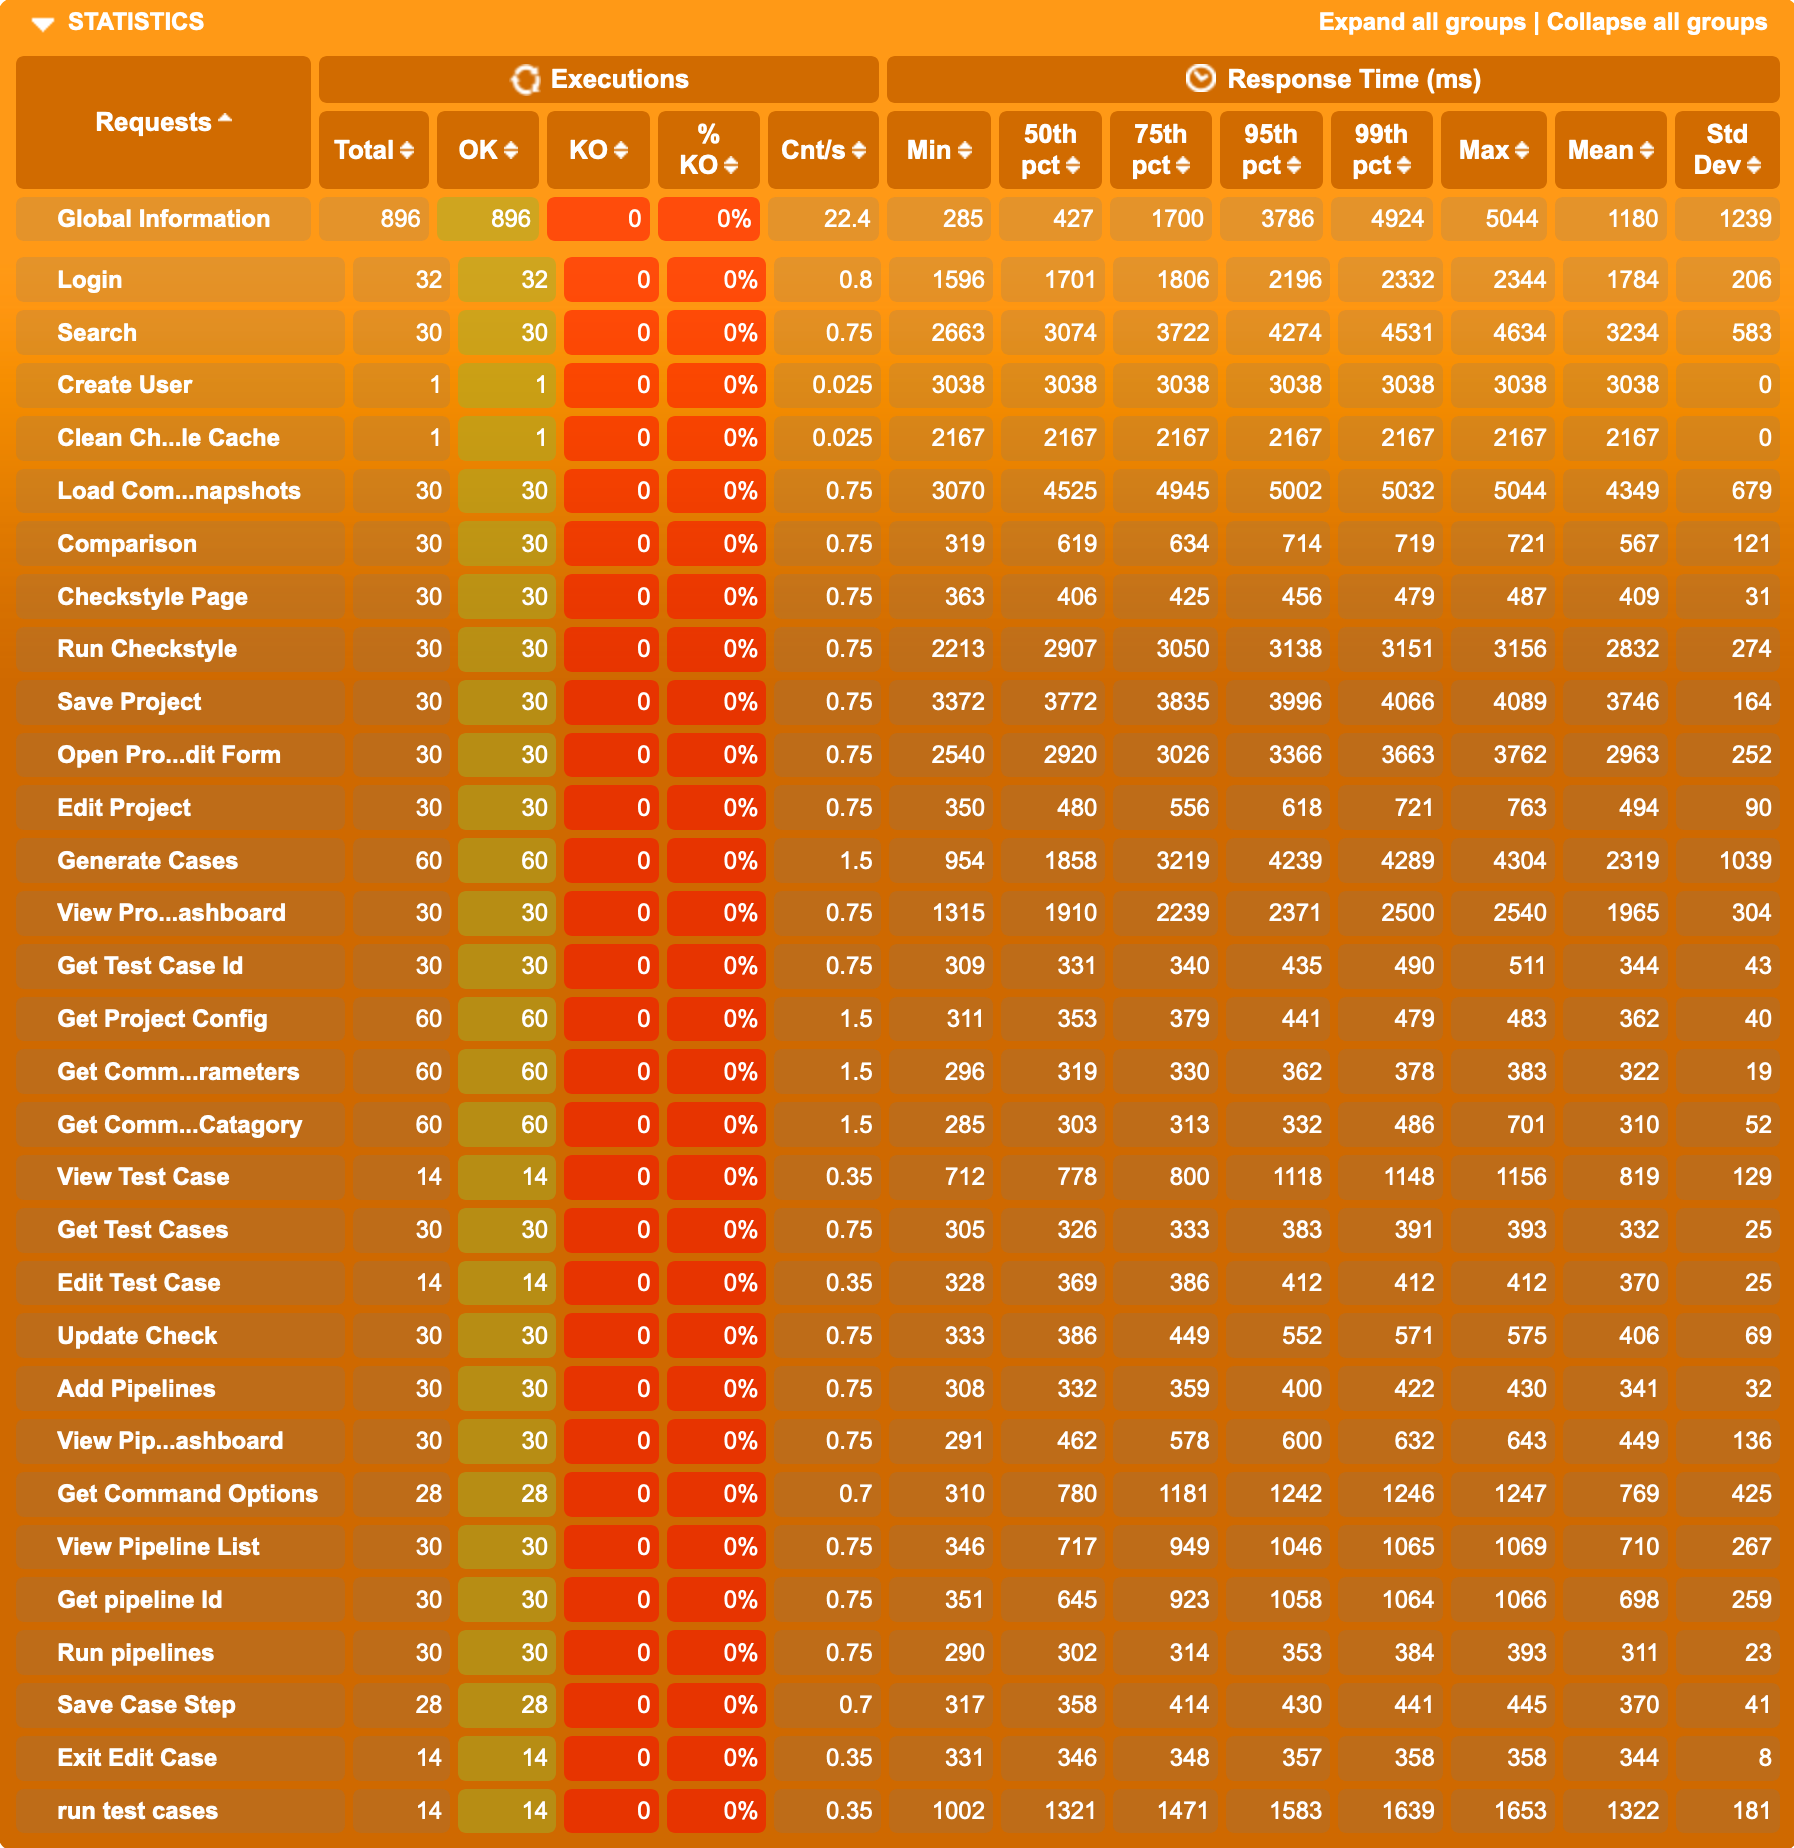 STATISTICS Expand all groups | Collapse all groups
Requests Executions Response Time (ms)
Total OK KO % KO Cnt/s Min 50th pct 75th pct 95th pct 99th pct Max Mean Std Dev
Global Information 896 896 0 0% 22.4 285 427 1700 3786 4924 5044 1180 1239
Login 32 32 0 0% 0.8 1596 1701 1806 2196 2332 2344 1784 206
Search 30 30 0 0% 0.75 2663 3074 3722 4274 4531 4634 3234 583
Create User 1 1 0 0% 0.025 3038 3038 3038 3038 3038 3038 3038 0
Clean Ch...le Cache 1 1 0 0% 0.025 2167 2167 2167 2167 2167 2167 2167 0
Load Com...napshots 30 30 0 0% 0.75 3070 4525 4945 5002 5032 5044 4349 679
Comparison 30 30 0 0% 0.75 319 619 634 714 719 721 567 121
Checkstyle Page 30 30 0 0% 0.75 363 406 425 456 479 487 409 31
Run Checkstyle 30 30 0 0% 0.75 2213 2907 3050 3138 3151 3156 2832 274
Save Project 30 30 0 0% 0.75 3372 3772 3835 3996 4066 4089 3746 164
Open Pro...dit Form 30 30 0 0% 0.75 2540 2920 3026 3366 3663 3762 2963 252
Edit Project 30 30 0 0% 0.75 350 480 556 618 721 763 494 90
Generate Cases 60 60 0 0% 1.5 954 1858 3219 4239 4289 4304 2319 1039
View Pro...ashboard 30 30 0 0% 0.75 1315 1910 2239 2371 2500 2540 1965 304
Get Test Case Id 30 30 0 0% 0.75 309 331 340 435 490 511 344 43
Get Project Config 60 60 0 0% 1.5 311 353 379 441 479 483 362 40
Get Comm...rameters 60 60 0 0% 1.5 296 319 330 362 378 383 322 19
Get Comm...Catagory 60 60 0 0% 1.5 285 303 313 332 486 701 310 52
View Test Case 14 14 0 0% 0.35 712 778 800 1118 1148 1156 819 129
Get Test Cases 30 30 0 0% 0.75 305 326 333 383 391 393 332 25
Edit Test Case 14 14 0 0% 0.35 328 369 386 412 412 412 370 25
Update Check 30 30 0 0% 0.75 333 386 449 552 571 575 406 69
Add Pipelines 30 30 0 0% 0.75 308 332 359 400 422 430 341 32
View Pip...ashboard 30 30 0 0% 0.75 291 462 578 600 632 643 449 136
Get Command Options 28 28 0 0% 0.7 310 780 1181 1242 1246 1247 769 425
View Pipeline List 30 30 0 0% 0.75 346 717 949 1046 1065 1069 710 267
Get pipeline Id 30 30 0 0% 0.75 351 645 923 1058 1064 1066 698 259
Run pipelines 30 30 0 0% 0.75 290 302 314 353 384 393 311 23
Save Case Step 28 28 0 0% 0.7 317 358 414 430 441 445 370 41
Exit Edit Case 14 14 0 0% 0.35 331 346 348 357 358 358 344 8
run test cases 14 14 0 0% 0.35 1002 1321 1471 1583 1639 1653 1322 181